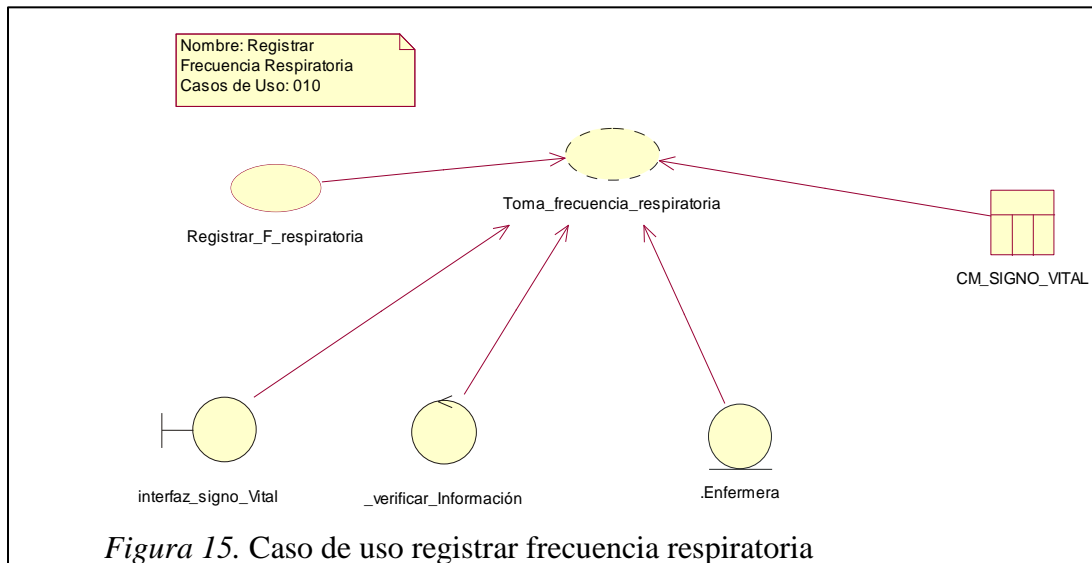 Nombre: Registrar
Frecuencia Respiratoria
Casos de Uso: 010
Toma_frecuencia_respiratoria
Registrar_F_respiratoria
CM_SIGNO_VITAL
interfaz_signo_Vital
_verificar_Información
.Enfermera
Figura 15. Caso de uso registrar frecuencia respiratoria